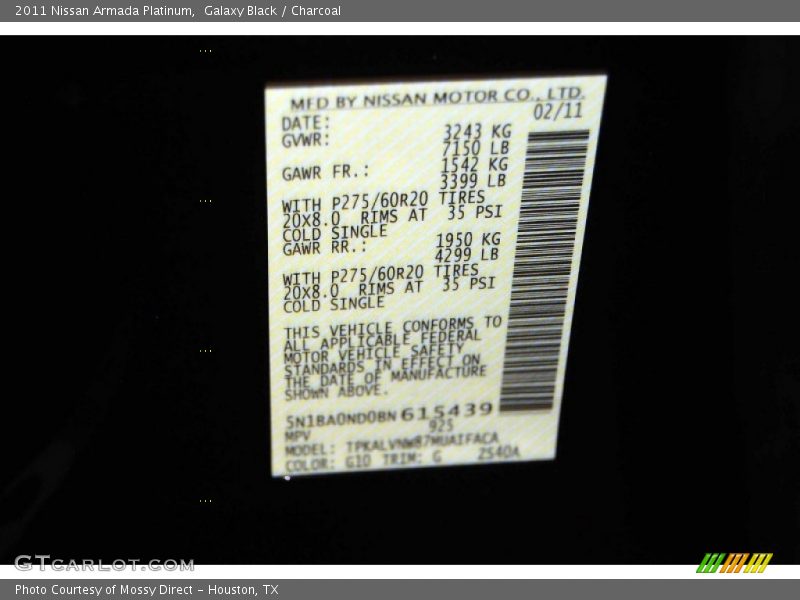 2011 Nissan Armada Platinum,  Galaxy Black / Charcoal
MFD BY NISSAN MOTOR CO., LTD.
DATE: 02/11
GVWR: 3243 KG
7150 LB
GAWR FR.: 1542 KG
3399 LB
WITH P275/60R20 TIRES
20X8.0 RIMS AT 35 PSI
COLD SINGLE
GAWR RR.: 1950 KG
4299 LB
WITH P275/60R20 TIRES
20X8.0 RIMS AT 35 PSI
COLD SINGLE
THIS VEHICLE CONFORMS TO
ALL APPLICABLE FEDERAL
MOTOR VEHICLE SAFETY
STANDARDS IN EFFECT ON
THE DATE OF MANUFACTURE
SHOWN ABOVE.
5N1BA0ND0BN615439
MPV 925
MODEL:
COLOR: G10 TRIM: G ZS40A
GTCARLOT.COM
Photo Courtesy of Mossy Direct - Houston, TX